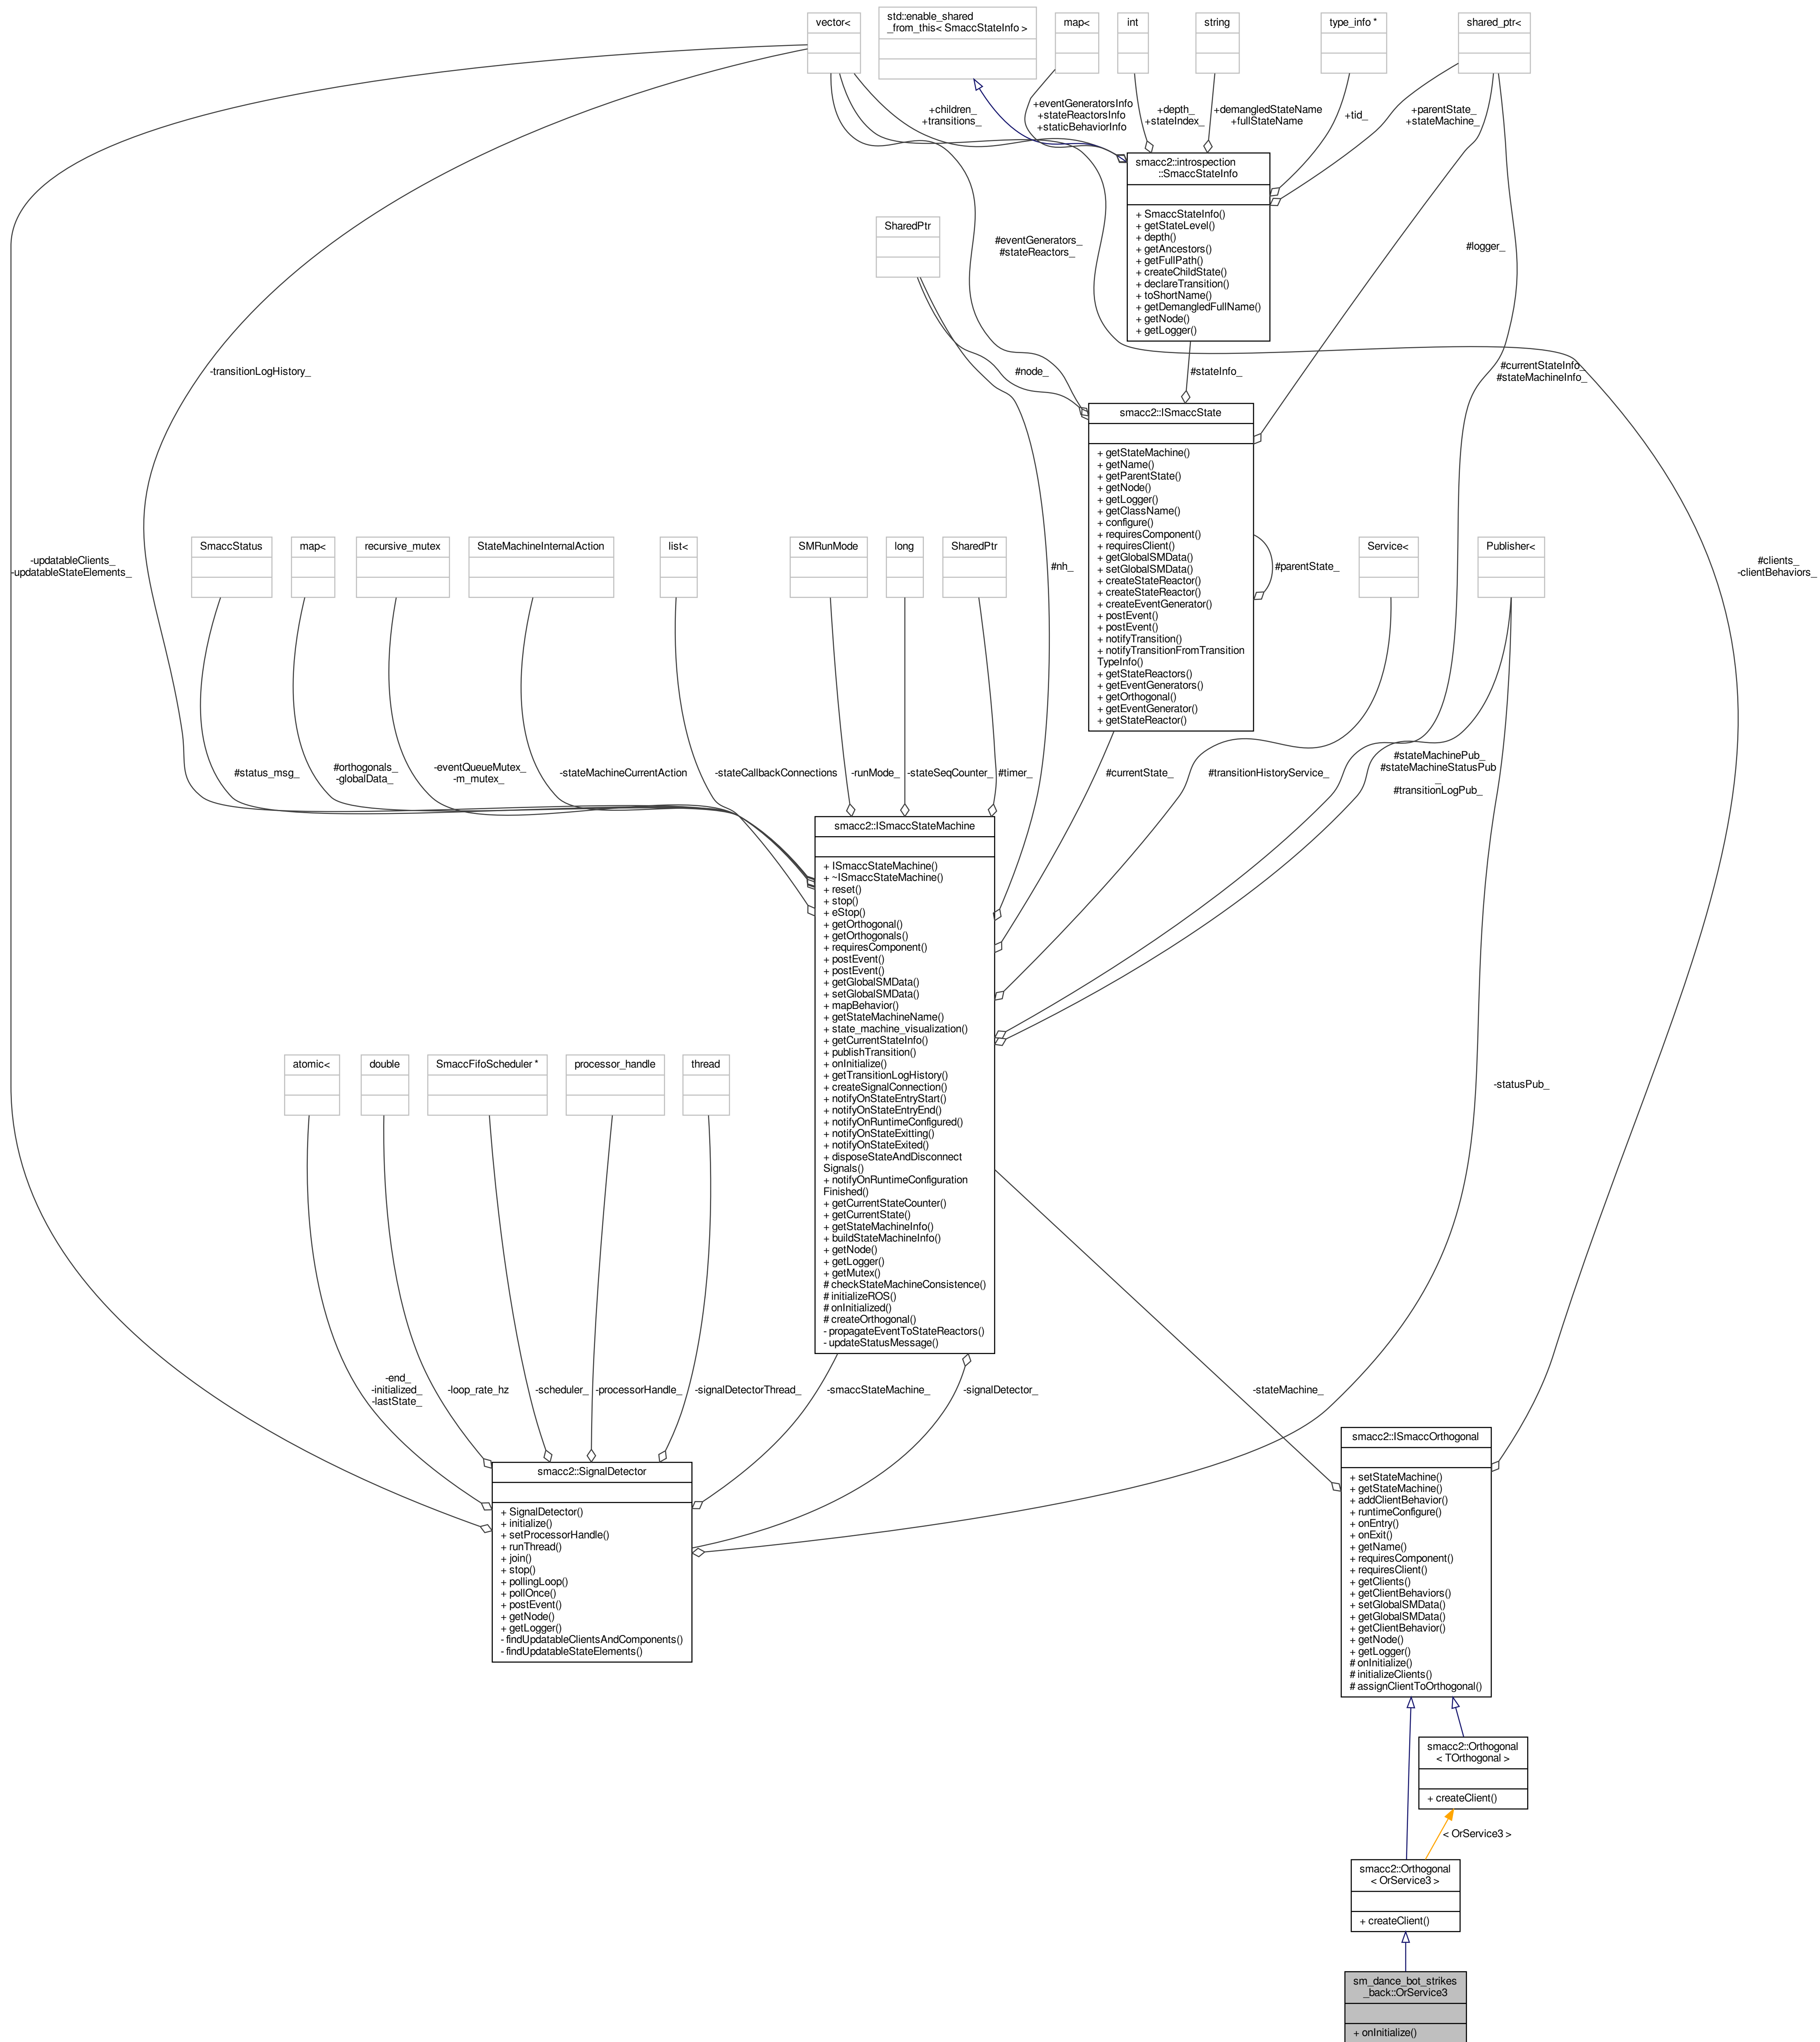 vector<
std::enable_shared
_from_this< SmaccStateInfo >
map<
int
string
type_info *
shared_ptr<
+children_
+transitions_
+eventGeneratorsInfo
+stateReactorsInfo
+staticBehaviorInfo
+depth_
+stateIndex_
+demangledStateName
+fullStateName
+tid_
+parentState_
+stateMachine_
smacc2::introspection
::SmaccStateInfo
+ SmaccStateInfo()
+ getStateLevel()
+ depth()
+ getAncestors()
+ getFullPath()
+ createChildState()
+ declareTransition()
+ toShortName()
+ getDemangledFullName()
+ getNode()
+ getLogger()
SharedPtr
#eventGenerators_
#stateReactors_
#logger_
-transitionLogHistory_
#node_
#stateInfo_
#currentStateInfo_
#stateMachineInfo_
smacc2::ISmaccState
+ getStateMachine()
+ getName()
+ getParentState()
+ getNode()
+ getLogger()
+ getClassName()
+ configure()
+ requiresComponent()
+ requiresClient()
+ getGlobalSMData()
+ setGlobalSMData()
+ createStateReactor()
+ createStateReactor()
+ createEventGenerator()
+ postEvent()
+ postEvent()
+ notifyTransition()
+ notifyTransitionFromTransition
TypeInfo()
+ getStateReactors()
+ getEventGenerators()
+ getOrthogonal()
+ getEventGenerator()
+ getStateReactor()
#parentState_
-updatableClients_
-updatableStateElements_
SmaccStatus
map<
recursive_mutex
StateMachineInternalAction
list<
SMRunMode
long
SharedPtr
#nh_
Service<
Publisher<
#clients_
-clientBehaviors_
#status_msg_
#orthogonals_
-globalData_
-eventQueueMutex_
-m_mutex_
-stateMachineCurrentAction
-stateCallbackConnections
-runMode_
-stateSeqCounter_
#timer_
#currentState_
#transitionHistoryService_
#stateMachinePub_
#stateMachineStatusPub
_
#transitionLogPub_
smacc2::ISmaccStateMachine
+ ISmaccStateMachine()
+ ~ISmaccStateMachine()
+ reset()
+ stop()
+ eStop()
+ getOrthogonal()
+ getOrthogonals()
+ requiresComponent()
+ postEvent()
+ postEvent()
+ getGlobalSMData()
+ setGlobalSMData()
+ mapBehavior()
+ getStateMachineName()
+ state_machine_visualization()
+ getCurrentStateInfo()
+ publishTransition()
+ onInitialize()
+ getTransitionLogHistory()
+ createSignalConnection()
+ notifyOnStateEntryStart()
+ notifyOnStateEntryEnd()
+ notifyOnRuntimeConfigured()
+ notifyOnStateExitting()
+ notifyOnStateExited()
+ disposeStateAndDisconnect
Signals()
+ notifyOnRuntimeConfiguration
Finished()
+ getCurrentStateCounter()
+ getCurrentState()
+ getStateMachineInfo()
+ buildStateMachineInfo()
+ getNode()
+ getLogger()
+ getMutex()
# checkStateMachineConsistence()
# initializeROS()
# onInitialized()
# createOrthogonal()
- propagateEventToStateReactors()
- updateStatusMessage()
atomic<
double
SmaccFifoScheduler *
processor_handle
thread
-statusPub_
-end_
-initialized_
-lastState_
-loop_rate_hz
-scheduler_
-processorHandle_
-signalDetectorThread_
-smaccStateMachine_
-signalDetector_
-stateMachine_
smacc2::SignalDetector
+ SignalDetector()
+ initialize()
+ setProcessorHandle()
+ runThread()
+ join()
+ stop()
+ pollingLoop()
+ pollOnce()
+ postEvent()
+ getNode()
+ getLogger()
- findUpdatableClientsAndComponents()
- findUpdatableStateElements()
smacc2::ISmaccOrthogonal
+ setStateMachine()
+ getStateMachine()
+ addClientBehavior()
+ runtimeConfigure()
+ onEntry()
+ onExit()
+ getName()
+ requiresComponent()
+ requiresClient()
+ getClients()
+ getClientBehaviors()
+ setGlobalSMData()
+ getGlobalSMData()
+ getClientBehavior()
+ getNode()
+ getLogger()
# onInitialize()
# initializeClients()
# assignClientToOrthogonal()
smacc2::Orthogonal
< TOrthogonal >
+ createClient()
< OrService3 >
smacc2::Orthogonal
< OrService3 >
+ createClient()
sm_dance_bot_strikes
_back::OrService3
+ onInitialize()